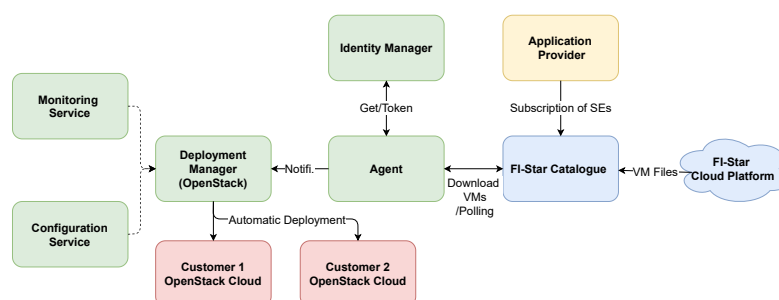 Identity Manager
Application
Provider
Monitoring
Service
Get/Token
Subscription of SEs
Deployment
Manager
(OpenStack)
Notifi.
Agent
Download
VMs
/Polling
FI-Star Catalogue
VM Files
FI-Star
Cloud Platform
Configuration
Service
Automatic Deployment
Customer 1
OpenStack Cloud
Customer 2
OpenStack Cloud